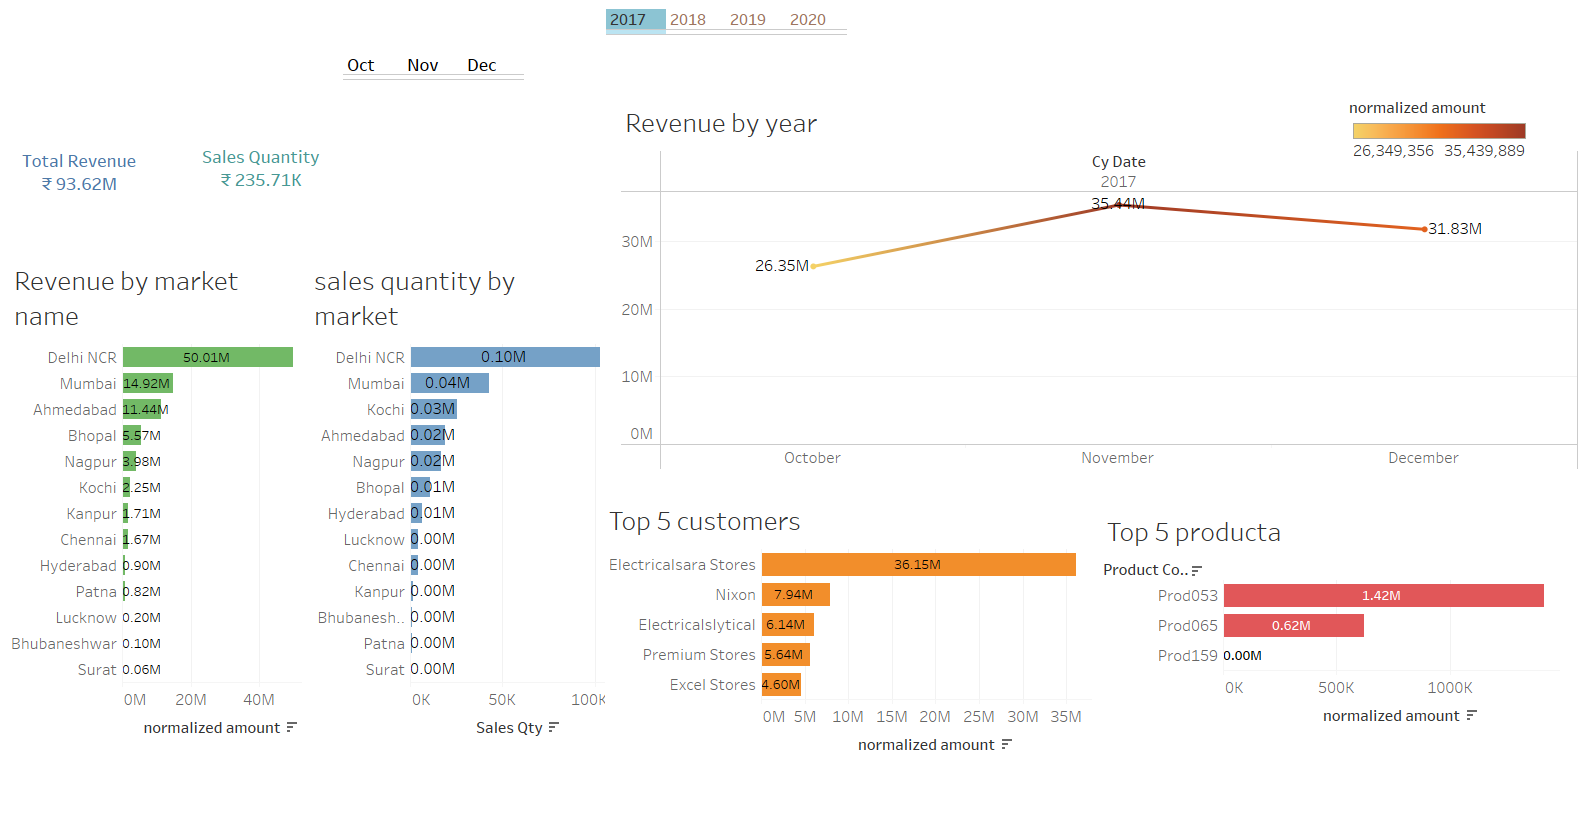 2017 2018 2019 2020
Oct Nov Dec
Total Revenue
₹ 93.62M
Sales Quantity
₹ 235.71K
Revenue by year
normalized amount
26,349,356 35,439,889
Cy Date
2017
30M
20M
10M
0M
26.35M
35.44M
31.83M
October November December
Revenue by market
name
Delhi NCR 50.01M
Mumbai 14.92M
Ahmedabad 11.44M
Bhopal 5.57M
Nagpur 3.98M
Kochi 2.25M
Kanpur 1.71M
Chennai 1.67M
Hyderabad 0.90M
Patna 0.82M
Lucknow 0.20M
Bhubaneshwar 0.10M
Surat 0.06M
0M 20M 40M
normalized amount
sales quantity by
market
Delhi NCR 0.10M
Mumbai 0.04M
Kochi 0.03M
Ahmedabad 0.02M
Nagpur 0.02M
Bhopal 0.01M
Hyderabad 0.01M
Lucknow 0.00M
Chennai 0.00M
Kanpur 0.00M
Bhubanesh.. 0.00M
Patna 0.00M
Surat 0.00M
0K 50K 100K
Sales Qty
Top 5 customers
Electricalsara Stores 36.15M
Nixon 7.94M
Electricalslytical 6.14M
Premium Stores 5.64M
Excel Stores 4.60M
0M 5M 10M 15M 20M 25M 30M 35M
normalized amount
Top 5 producta
Product Co..
Prod053 1.42M
Prod065 0.62M
Prod159 0.00M
0K 500K 1000K
normalized amount